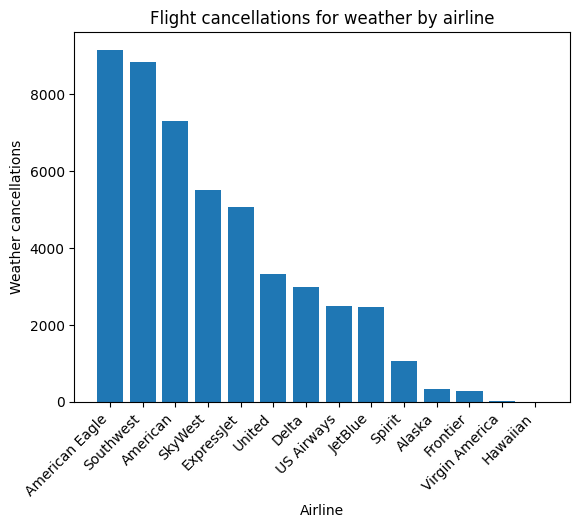 Flight cancellations for weather by airline
Weather cancellations
8000
6000
4000
2000
0
American Eagle
Southwest
American
SkyWest
ExpressJet
United
Delta
US Airways
JetBlue
Spirit
Alaska
Frontier
Virgin America
Hawaiian
Airline